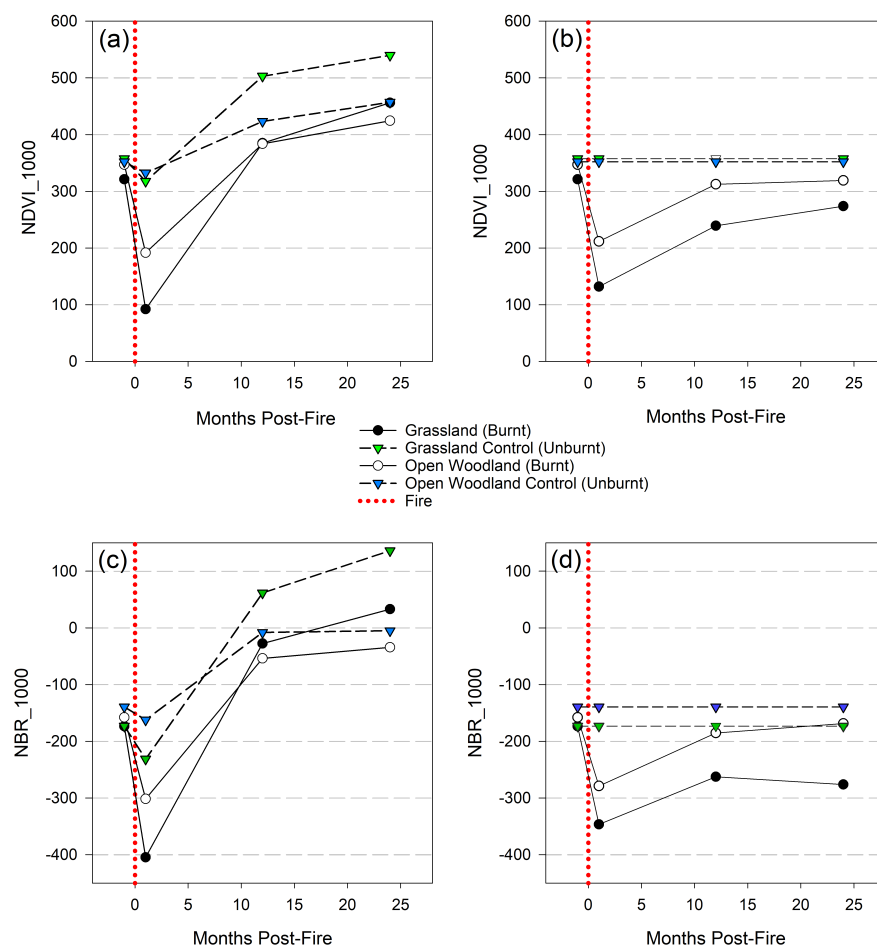 (a)
600
500
400
300
200
100
0
NDVI_1000
0 5 10 15 20 25
Months Post-Fire
(b)
600
500
400
300
200
100
0
NDVI_1000
0 5 10 15 20 25
Months Post-Fire
Grassland (Burnt)
Grassland Control (Unburnt)
Open Woodland (Burnt)
Open Woodland Control (Unburnt)
Fire
(c)
100
0
-100
-200
-300
-400
NBR_1000
0 5 10 15 20 25
Months Post-Fire
(d)
100
0
-100
-200
-300
-400
NBR_1000
0 5 10 15 20 25
Months Post-Fire